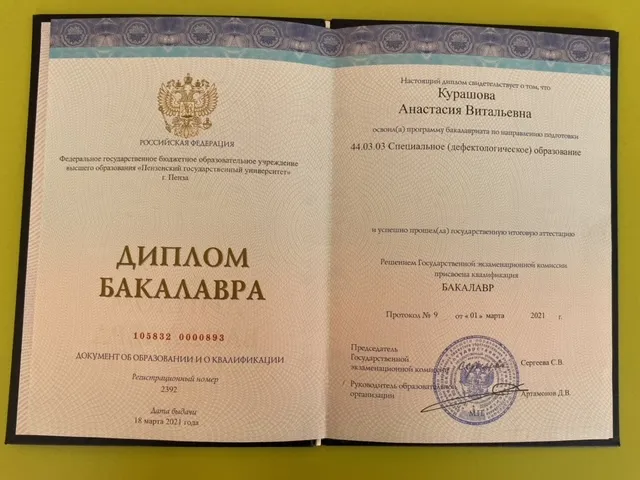 РОССИЙСКАЯ ФЕДЕРАЦИЯ
Федеральное государственное бюджетное образовательное учреждение
высшего образования «Пензенский государственный университет»
г. Пенза
ДИПЛОМ
БАКАЛАВРА
105832 0000893
ДОКУМЕНТ ОБ ОБРАЗОВАНИИ И О КВАЛИФИКАЦИИ
Регистрационный номер
2392
Дата выдачи
18 марта 2021 года
Настоящий диплом свидетельствует о том, что
Курашова
Анастасия Витальевна
освоил(а) программу бакалавриата по направлению подготовки
44.03.03 Специальное (дефектологическое) образование
и успешно прошел(ла) государственную итоговую аттестацию
Решением Государственной экзаменационной комиссии
присвоена квалификация
БАКАЛАВР
Протокол № 9 от «01» марта 2021 г.
Председатель
Государственной
экзаменационной комиссии Сергеева С.В.
Руководитель образовательной
организации Артамонов Д.В.
М.П.